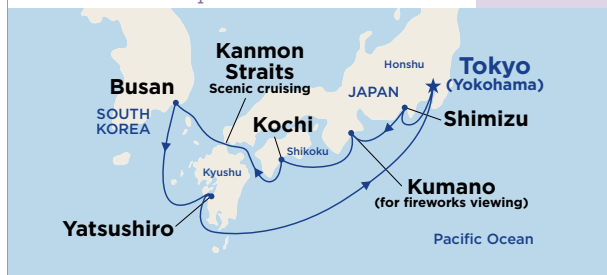 Kanmon
Straits
Scenic cruising
Honshu
Tokyo
(Yokohama)
Busan
JAPAN
SOUTH
KOREA
Kochi
Shimizu
Shikoku
Kyushu
Kumano
(for fireworks viewing)
Yatsushiro
Pacific Ocean